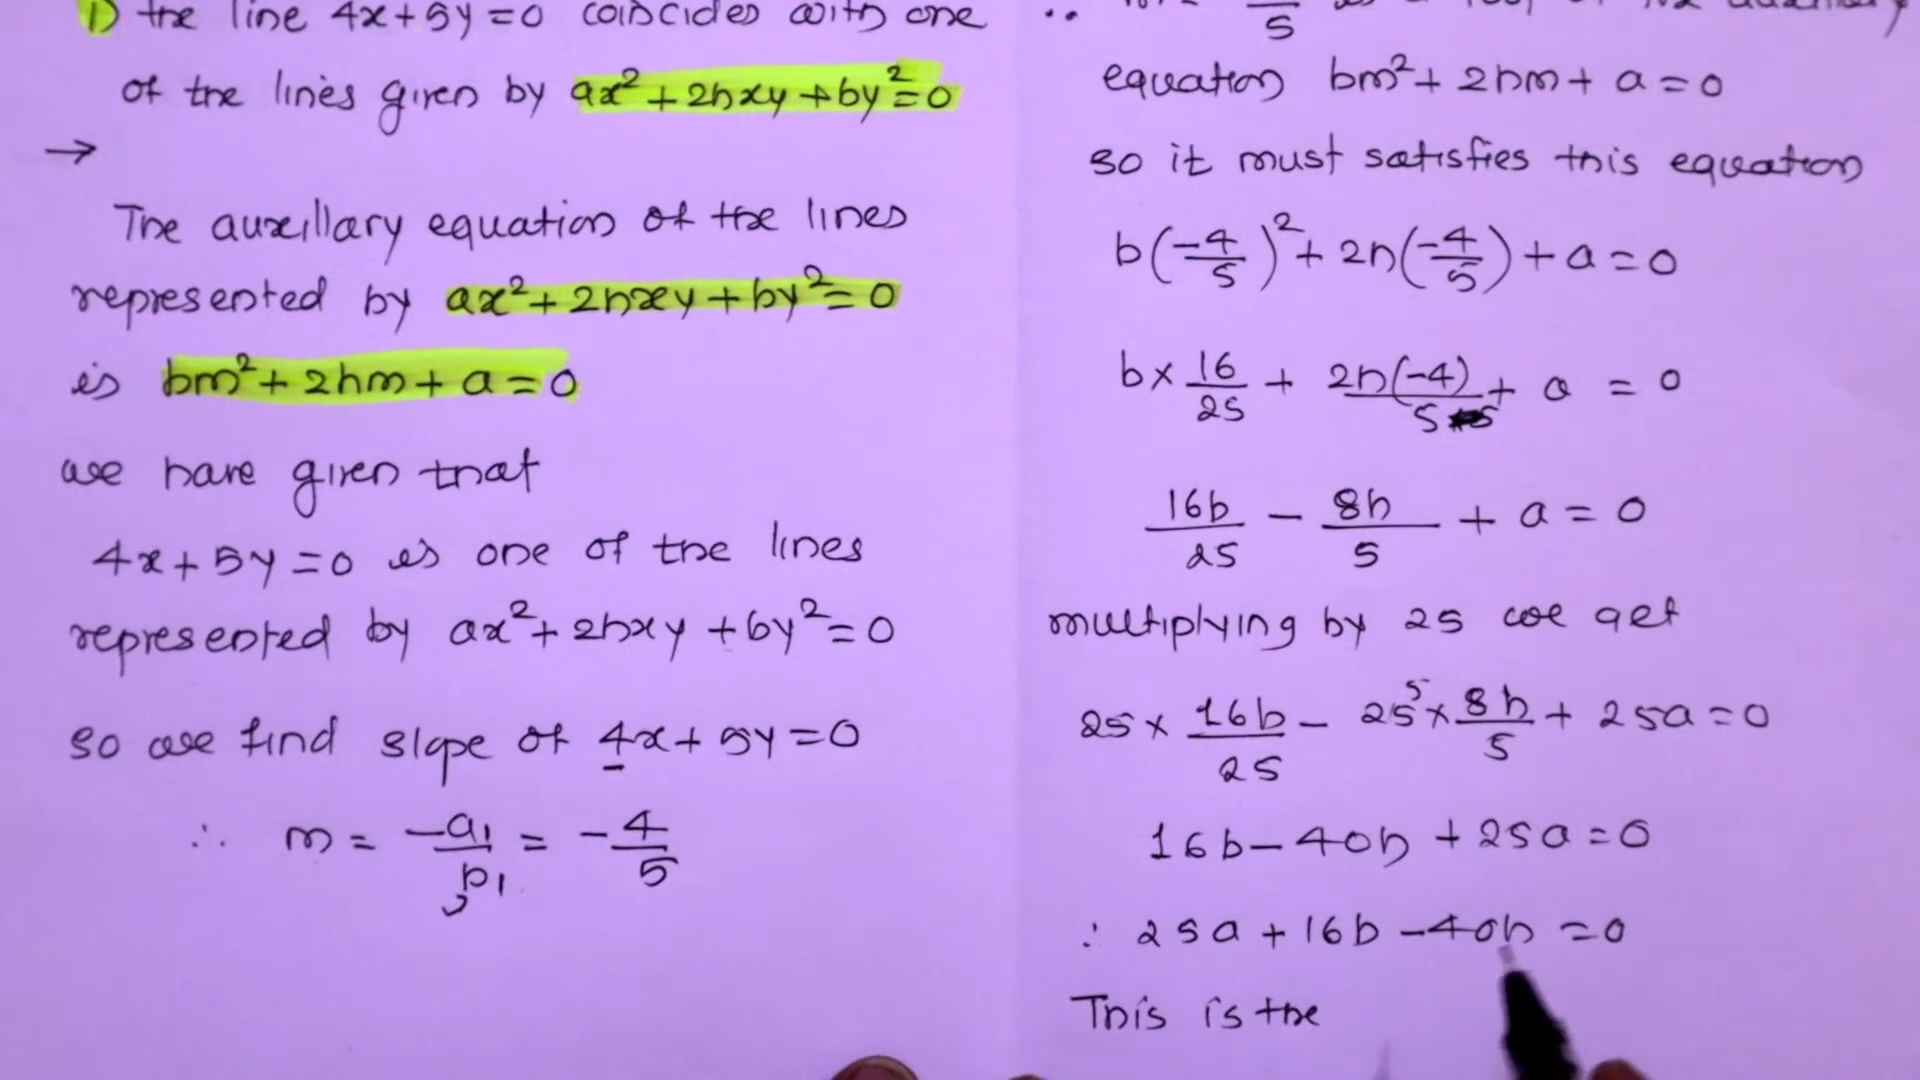 1) the line 4x+5y=0 coincides with one
of the lines given by ax²+2hxy+by²=0
→
The auxillary equation of the lines
represented by ax²+2hxy+by²=0
is bm²+2hm+a=0
we have given that
4x+5y=0 is one of the lines
represented by ax²+2hxy+by²=0
so we find slope of 4x+5y=0
∴ m = -a₁/b₁ = -4/5
equation bm²+2hm+a=0
so it must satisfies this equation
b(-4/5)²+2h(-4/5)+a=0
b×16/25 + 2h(-4)/5 + a = 0
16b/25 - 8h/5 + a = 0
multiplying by 25 we get
25×16b/25 - 25⁵×8h/5 + 25a=0
16b-40h+25a=0
∴ 25a+16b-40h=0
This is the